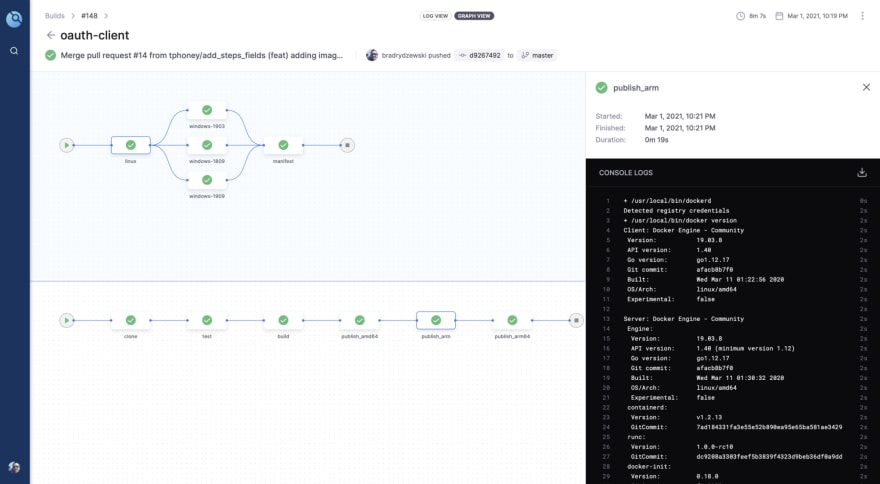 Builds > #148 >
LOG VIEW GRAPH VIEW
8m 7s
Mar 1, 2021, 10:19 PM
oauth-client
Merge pull request #14 from tphoney/add_steps_fields (feat) adding imag...
bradrydzewski pushed d9267492 to master
windows-1903
linux
windows-1809
manifest
windows-1909
clone
test
build
publish_amd64
publish_arm
publish_arm64
publish_arm
Started: Mar 1, 2021, 10:21 PM
Finished: Mar 1, 2021, 10:21 PM
Duration: 0m 19s
CONSOLE LOGS
1 + /usr/local/bin/dockerd 0s
2 Detected registry credentials 2s
3 + /usr/local/bin/docker version 2s
4 Client: Docker Engine - Community 2s
5 Version: 19.03.8 2s
6 API version: 1.40 2s
7 Go version: go1.12.17 2s
8 Git commit: afacb8b7f0 2s
9 Built: Wed Mar 11 01:22:56 2020 2s
10 OS/Arch: linux/amd64 2s
11 Experimental: false 2s
12 2s
13 Server: Docker Engine - Community 2s
14 Engine: 2s
15 Version: 19.03.8 2s
16 API version: 1.40 (minimum version 1.12) 2s
17 Go version: go1.12.17 2s
18 Git commit: afacb8b7f0 2s
19 Built: Wed Mar 11 01:30:32 2020 2s
20 OS/Arch: linux/amd64 2s
21 Experimental: false 2s
22 containerd: 2s
23 Version: v1.2.13 2s
24 GitCommit: 7ad184331fa3e55e52b890ea95e65ba581ae3429 2s
25 runc: 2s
26 Version: 1.0.0-rc10 2s
27 GitCommit: dc9208a3303feef5b3839f4323d9beb36df0a9dd 2s
28 docker-init: 2s
29 Version: 0.18.0 2s